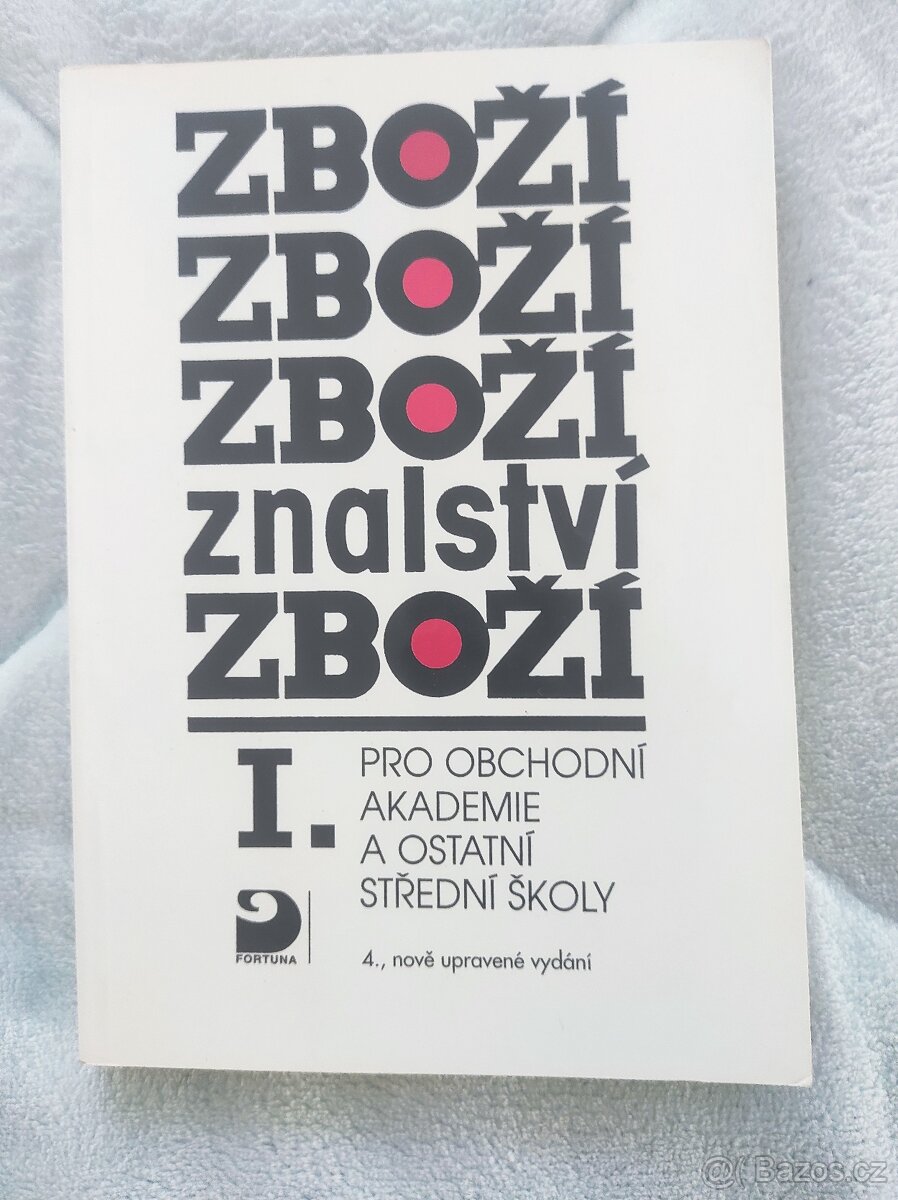 ZBOŽÍ
ZBOŽÍ
ZBOŽÍ
znalství
ZBOŽÍ
I.
PRO OBCHODNÍ
AKADEMIE
A OSTATNÍ
STŘEDNÍ ŠKOLY
FORTUNA
4., nově upravené vydání
@( Bazos.cz